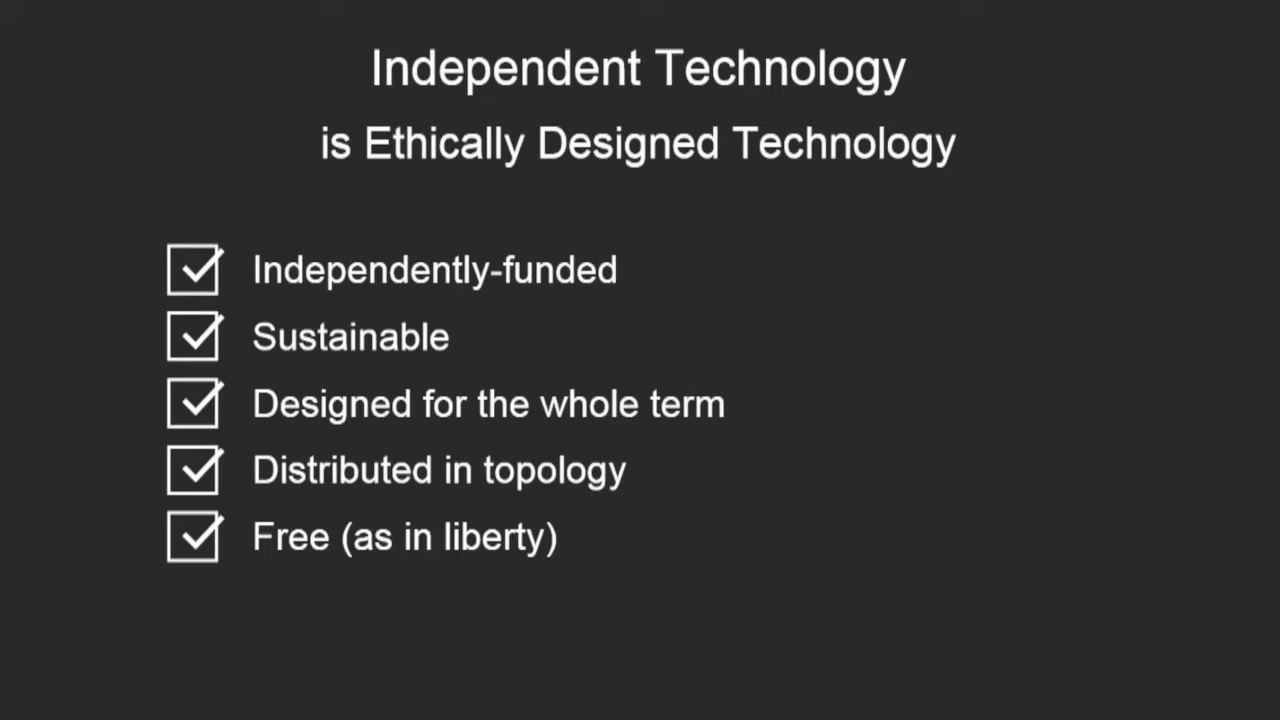 Independent Technology
is Ethically Designed Technology
Independently-funded
Sustainable
Designed for the whole term
Distributed in topology
Free (as in liberty)